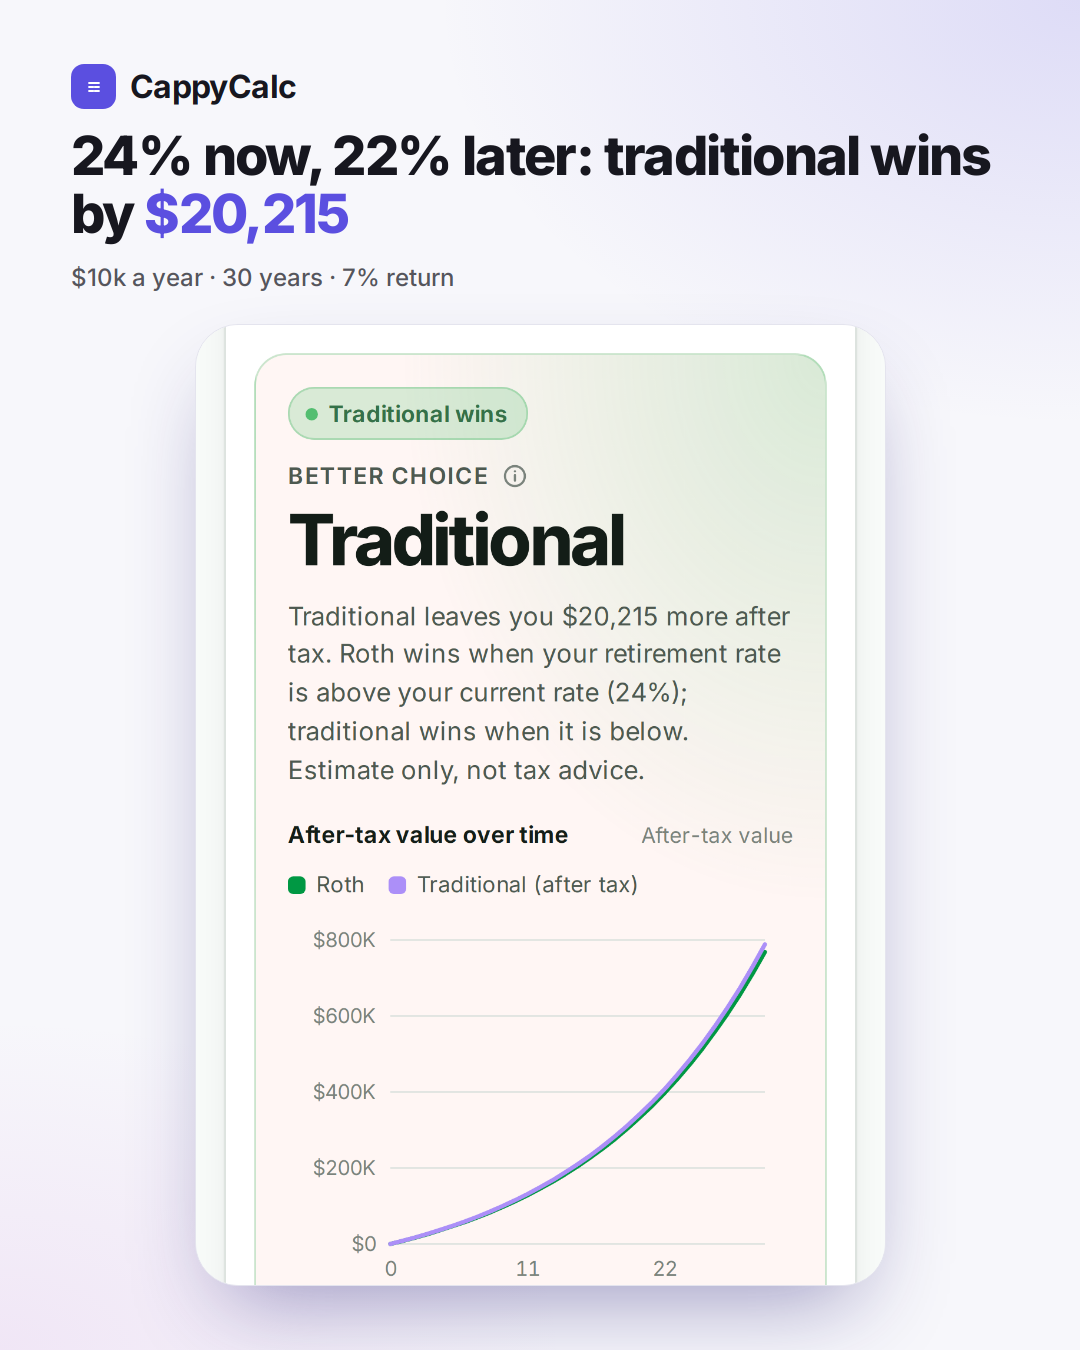 CappyCalc
24% now, 22% later: traditional wins
by $20,215
$10k a year · 30 years · 7% return
Traditional wins
BETTER CHOICE
Traditional
Traditional leaves you $20,215 more after
tax. Roth wins when your retirement rate
is above your current rate (24%);
traditional wins when it is below.
Estimate only, not tax advice.
After-tax value over time After-tax value
Roth Traditional (after tax)
$800K
$600K
$400K
$200K
$0
0 11 22